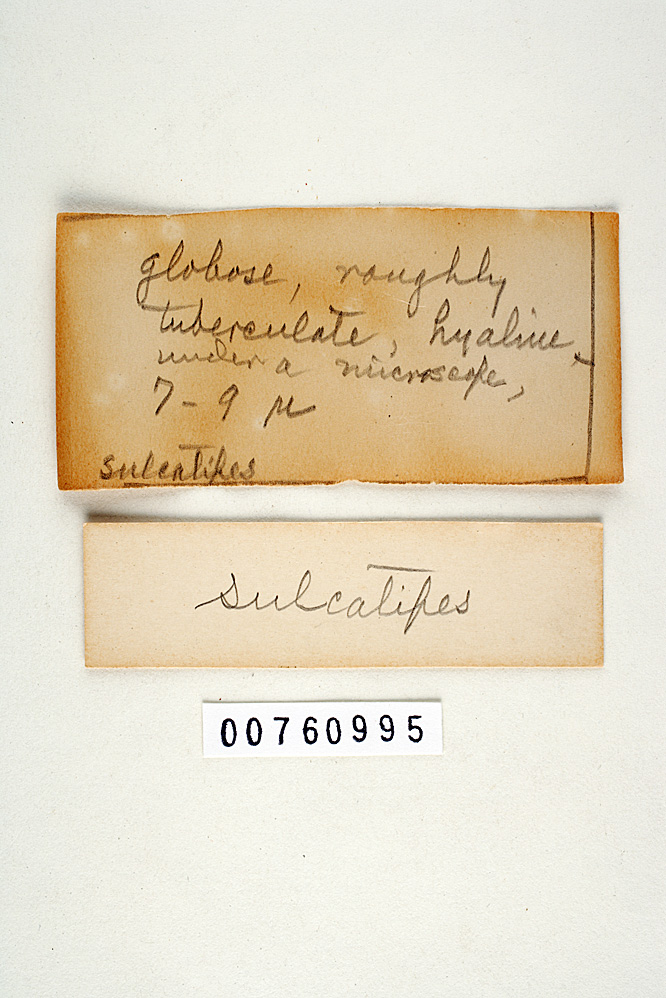 globose, roughly
tuberculate, hyaline,
under a microscope,
7-9 µ
sulcatipes
sulcatipes
00760995